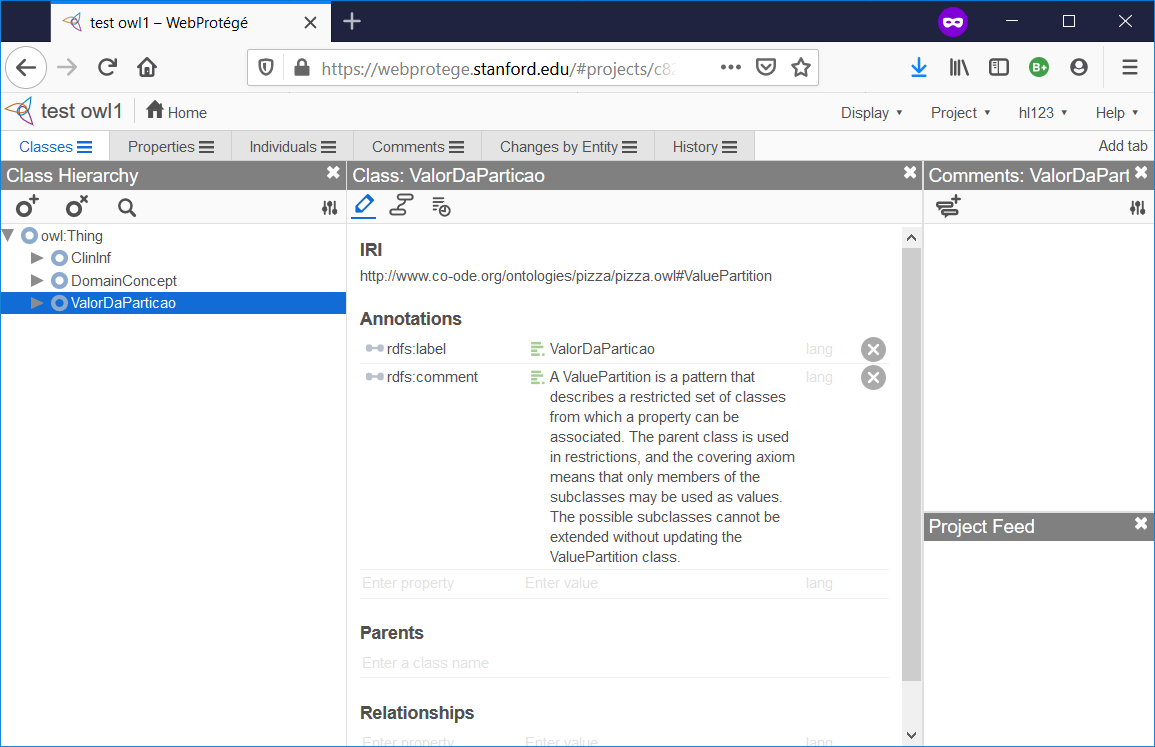 test owl1 – WebProtégé
https://webprotege.stanford.edu/#projects/c82
B+
test owl1
Home
Display
Project
hl123
Help
Classes
Properties
Individuals
Comments
Changes by Entity
History
Add tab
Class Hierarchy
owl:Thing
ClinInf
DomainConcept
ValorDaParticao
Class: ValorDaParticao
IRI
http://www.co-ode.org/ontologies/pizza/pizza.owl#ValuePartition
Annotations
rdfs:label ValorDaParticao lang
rdfs:comment A ValuePartition is a pattern that lang
describes a restricted set of classes
from which a property can be
associated. The parent class is used
in restrictions, and the covering axiom
means that only members of the
subclasses may be used as values.
The possible subclasses cannot be
extended without updating the
ValuePartition class.
Enter property Enter value lang
Parents
Enter a class name
Relationships
Enter property Enter value lang
Comments: ValorDaPart
Project Feed